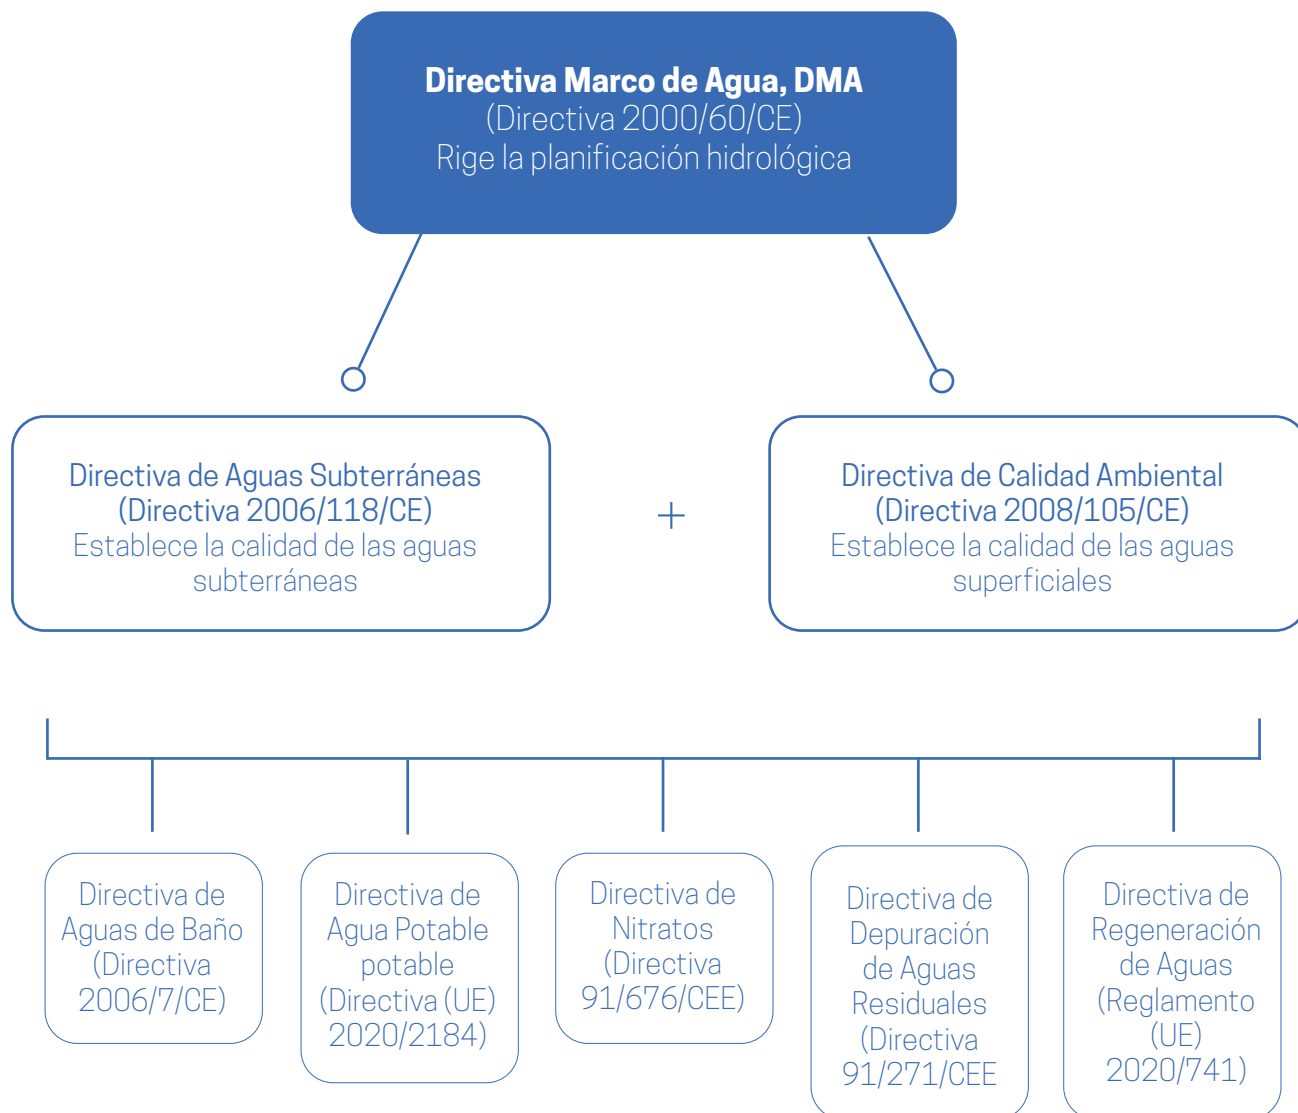 Directiva Marco de Agua, DMA
(Directiva 2000/60/CE)
Rige la planificación hidrológica
Directiva de Aguas Subterráneas
(Directiva 2006/118/CE)
Establece la calidad de las aguas
subterráneas
+
Directiva de Calidad Ambiental
(Directiva 2008/105/CE)
Establece la calidad de las aguas
superficiales
Directiva de
Aguas de Baño
(Directiva
2006/7/CE)
Directiva de
Agua Potable
potable
(Directiva (UE)
2020/2184)
Directiva de
Nitratos
(Directiva
91/676/CEE)
Directiva de
Depuración
de Aguas
Residuales
(Directiva
91/271/CEE
Directiva de
Regeneración
de Aguas
(Reglamento
(UE)
2020/741)